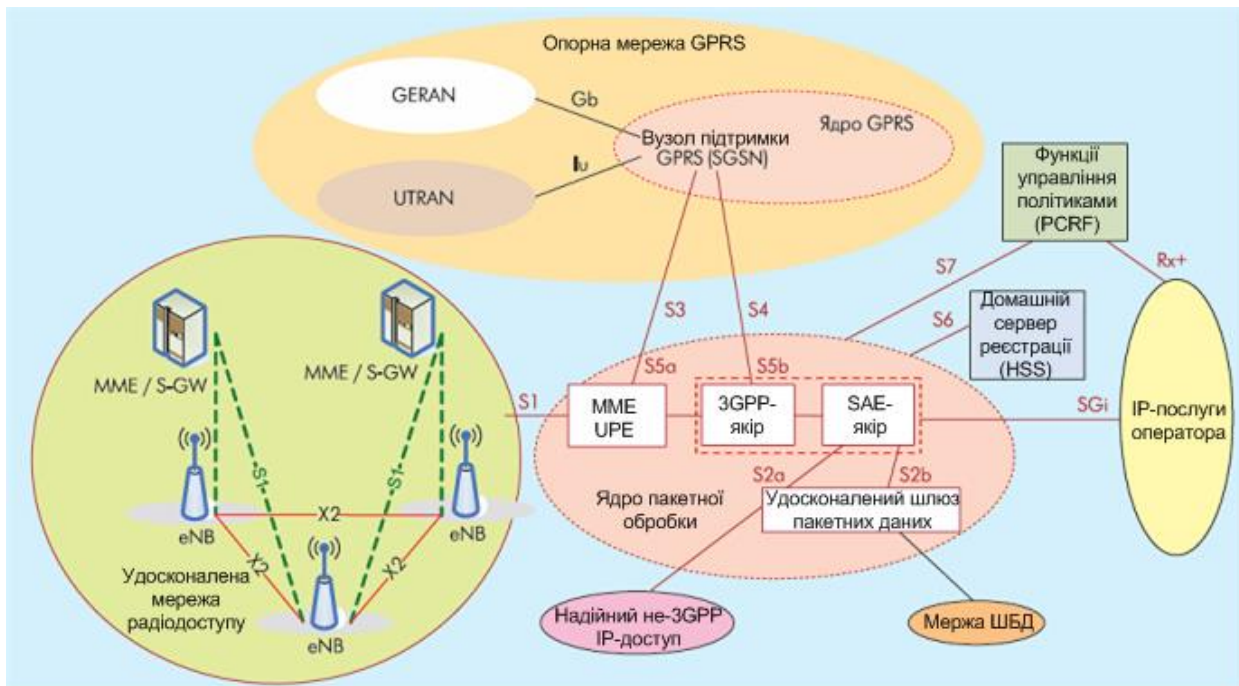 Опорна мережа GPRS
GERAN
Gb
Ядро GPRS
Вузол підтримки
GPRS (SGSN)
Iu
UTRAN
Функції
управління
політиками
(PCRF)
S7
Rx+
S3
S4
S6
Домашній
сервер
реєстрації
(HSS)
MME / S-GW
MME / S-GW
S5a
S5b
S1
MME
UPE
3GPP-
якір
SAE-
якір
SGi
IP-послуги
оператора
S1
S1
S2a
S2b
Ядро пакетної
обробки
Удосконалений шлюз
пакетних даних
X2
eNB
eNB
X2
X2
Удосконалена
мережа
радіодоступу
eNB
Надійний не-3GPP
IP-доступ
Мержа ШБД